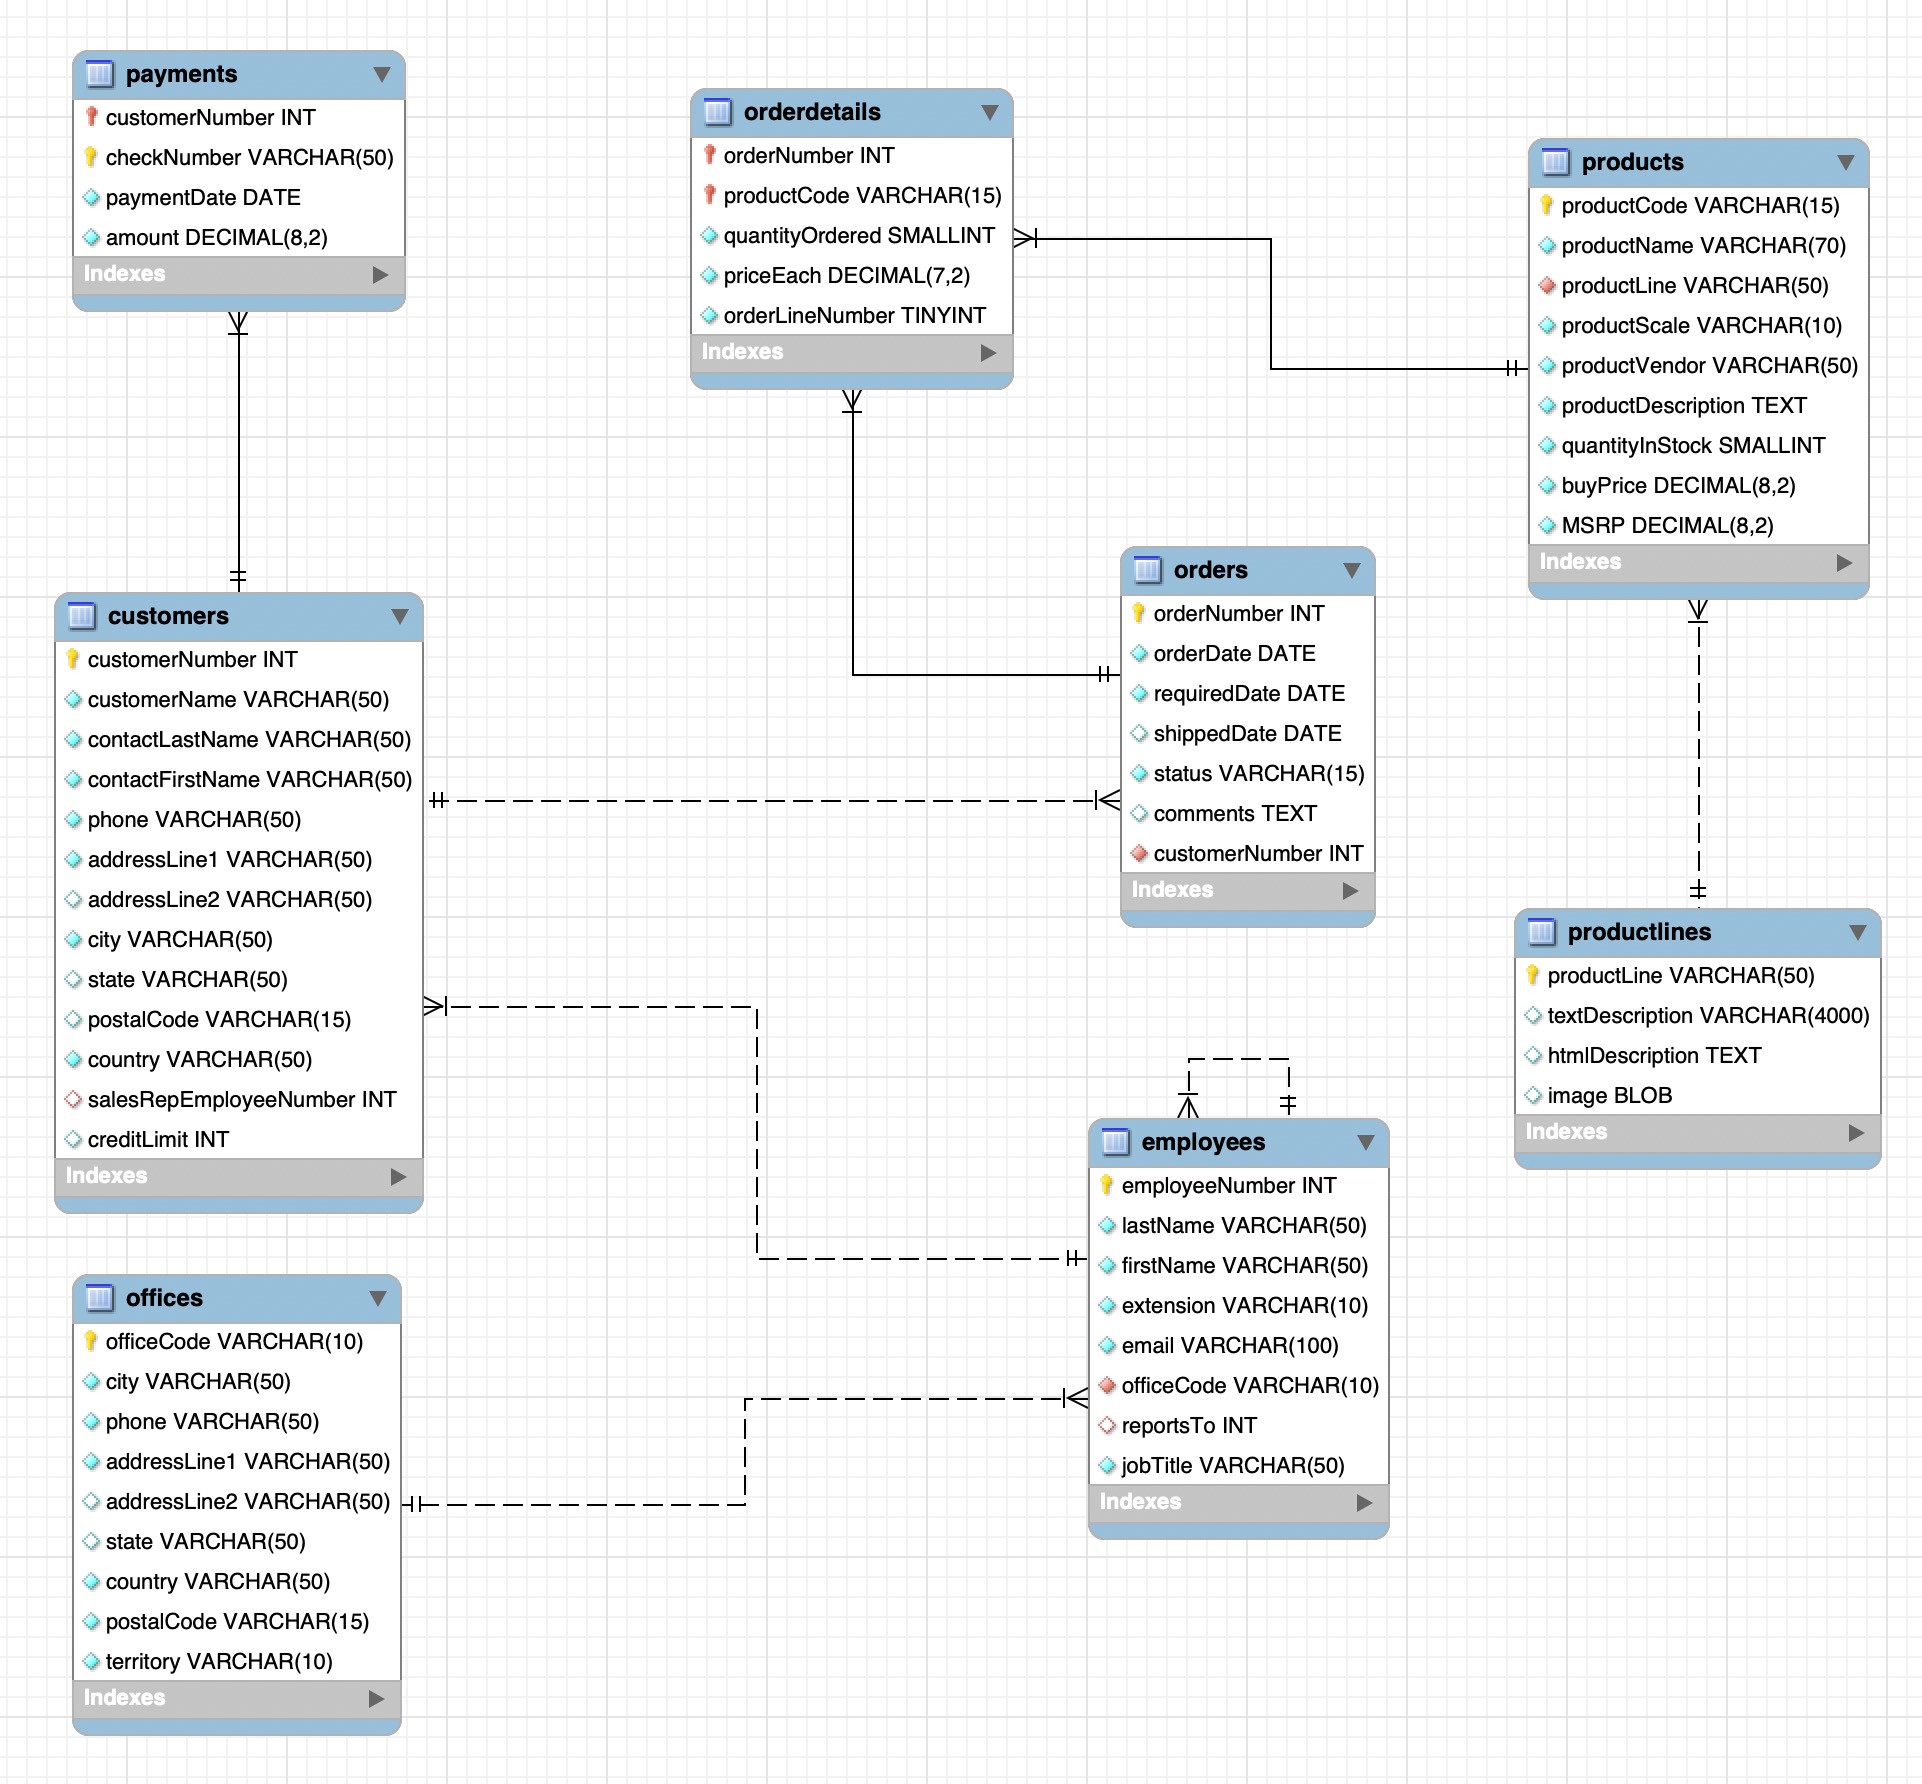 payments
customerNumber INT
checkNumber VARCHAR(50)
paymentDate DATE
amount DECIMAL(8,2)
Indexes
orderdetails
orderNumber INT
productCode VARCHAR(15)
quantityOrdered SMALLINT
priceEach DECIMAL(7,2)
orderLineNumber TINYINT
Indexes
products
productCode VARCHAR(15)
productName VARCHAR(70)
productLine VARCHAR(50)
productScale VARCHAR(10)
productVendor VARCHAR(50)
productDescription TEXT
quantityInStock SMALLINT
buyPrice DECIMAL(8,2)
MSRP DECIMAL(8,2)
Indexes
customers
customerNumber INT
customerName VARCHAR(50)
contactLastName VARCHAR(50)
contactFirstName VARCHAR(50)
phone VARCHAR(50)
addressLine1 VARCHAR(50)
addressLine2 VARCHAR(50)
city VARCHAR(50)
state VARCHAR(50)
postalCode VARCHAR(15)
country VARCHAR(50)
salesRepEmployeeNumber INT
creditLimit INT
Indexes
orders
orderNumber INT
orderDate DATE
requiredDate DATE
shippedDate DATE
status VARCHAR(15)
comments TEXT
customerNumber INT
Indexes
productlines
productLine VARCHAR(50)
textDescription VARCHAR(4000)
htmlDescription TEXT
image BLOB
Indexes
employees
employeeNumber INT
lastName VARCHAR(50)
firstName VARCHAR(50)
extension VARCHAR(10)
email VARCHAR(100)
officeCode VARCHAR(10)
reportsTo INT
jobTitle VARCHAR(50)
Indexes
offices
officeCode VARCHAR(10)
city VARCHAR(50)
phone VARCHAR(50)
addressLine1 VARCHAR(50)
addressLine2 VARCHAR(50)
state VARCHAR(50)
country VARCHAR(50)
postalCode VARCHAR(15)
territory VARCHAR(10)
Indexes